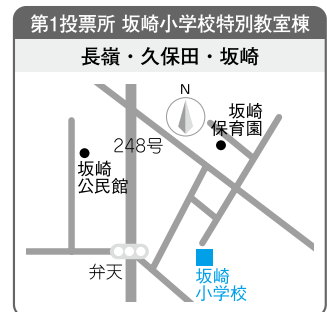 第1投票所 坂崎小学校特別教室棟
長嶺・久保田・坂崎
N
坂崎
保育園
248号
坂崎
公民館
弁天
坂崎
小学校